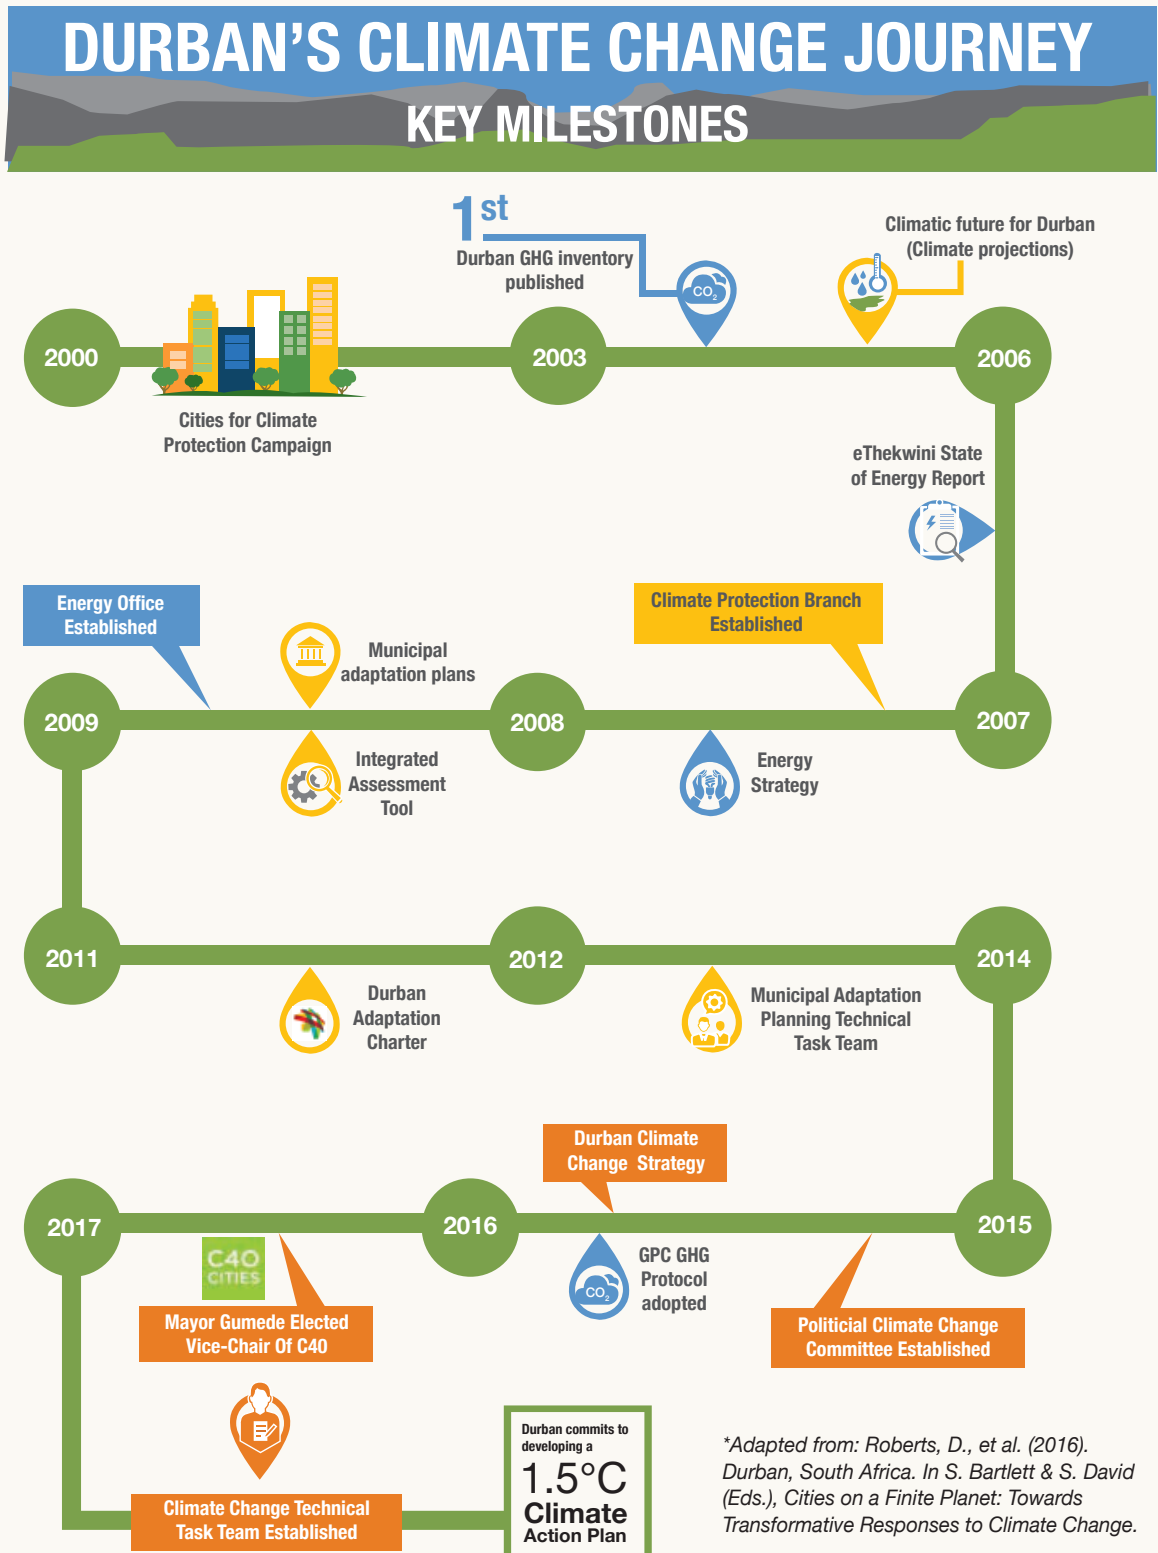 DURBAN'S CLIMATE CHANGE JOURNEY
KEY MILESTONES
1st
Durban GHG inventory
published
CO2
Climatic future for Durban
(Climate projections)
2000
2003
2006
Cities for Climate
Protection Campaign
eThekwini State
of Energy Report
Energy Office
Established
Municipal
adaptation plans
Climate Protection Branch
Established
2009
2008
2007
Integrated
Assessment
Tool
Energy
Strategy
2011
2012
2014
Durban
Adaptation
Charter
Municipal Adaptation
Planning Technical
Task Team
Durban Climate
Change Strategy
2017
2016
2015
C40
CITIES
CO2
GPC GHG
Protocol
adopted
Mayor Gumede Elected
Vice-Chair Of C40
Politicial Climate Change
Committee Established
Climate Change Technical
Task Team Established
Durban commits to
developing a
1.5°C
Climate
Action Plan
*Adapted from: Roberts, D., et al. (2016).
Durban, South Africa. In S. Bartlett & S. David
(Eds.), Cities on a Finite Planet: Towards
Transformative Responses to Climate Change.